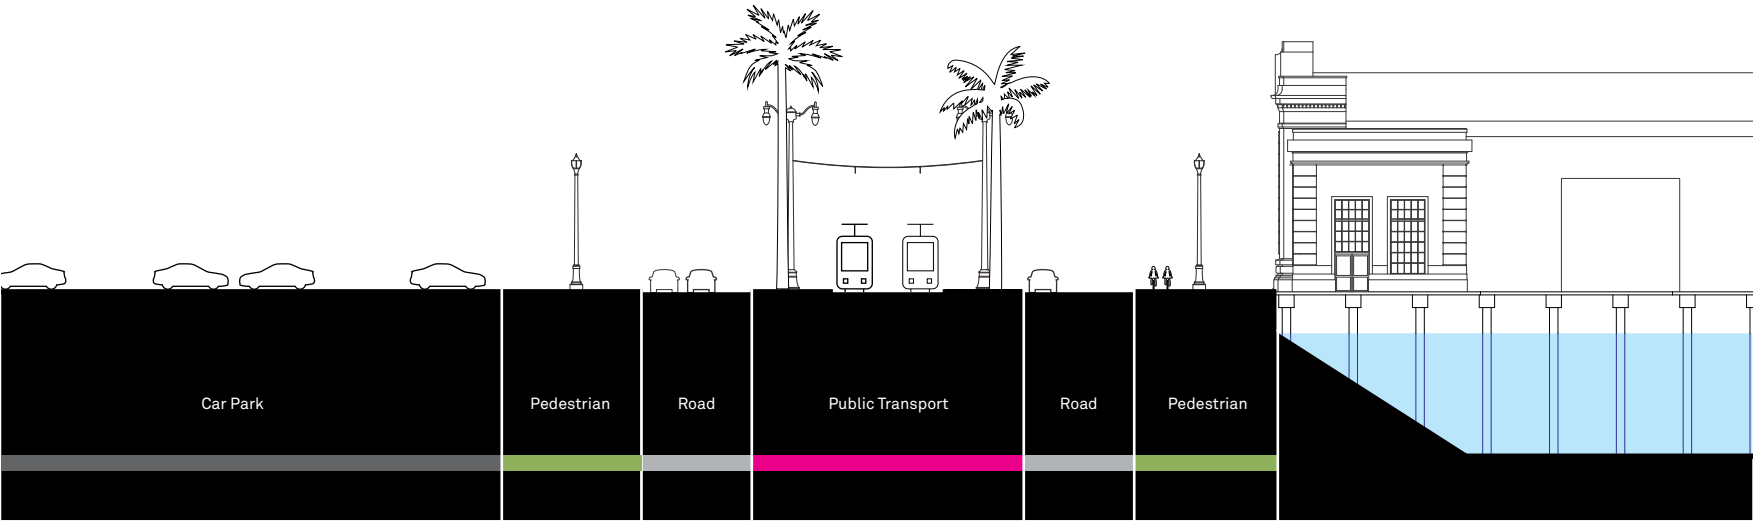 Car Park
Pedestrian
Road
Public Transport
Road
Pedestrian